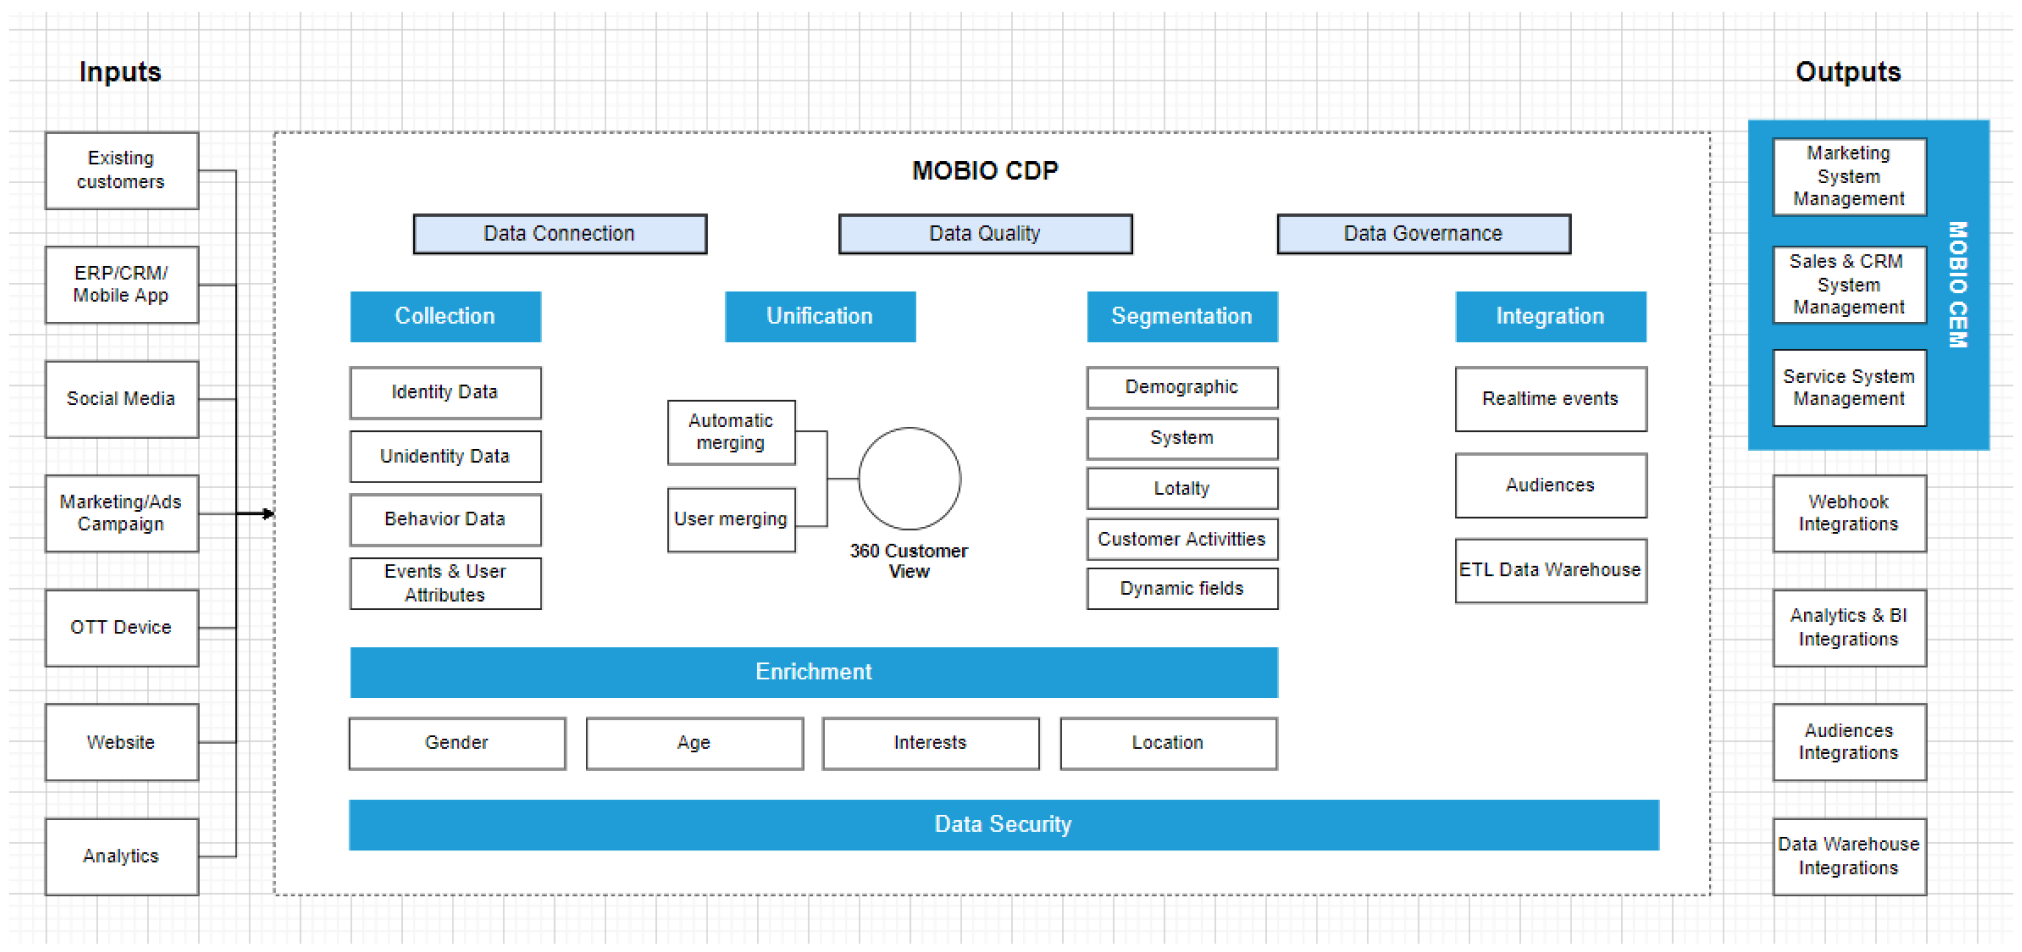 Inputs
Outputs
Existing
customers
ERP/CRM/
Mobile App
Social Media
Marketing/Ads
Campaign
OTT Device
Website
Analytics
MOBIO CDP
Data Connection
Data Quality
Data Governance
Collection
Unification
Segmentation
Integration
Identity Data
Unidentity Data
Behavior Data
Events & User
Attributes
Automatic
merging
User merging
360 Customer
View
Demographic
System
Lotalty
Customer Activitties
Dynamic fields
Realtime events
Audiences
ETL Data Warehouse
Enrichment
Gender
Age
Interests
Location
Data Security
Marketing
System
Management
Sales & CRM
System
Management
Service System
Management
MOBIO CEM
Webhook
Integrations
Analytics & BI
Integrations
Audiences
Integrations
Data Warehouse
Integrations